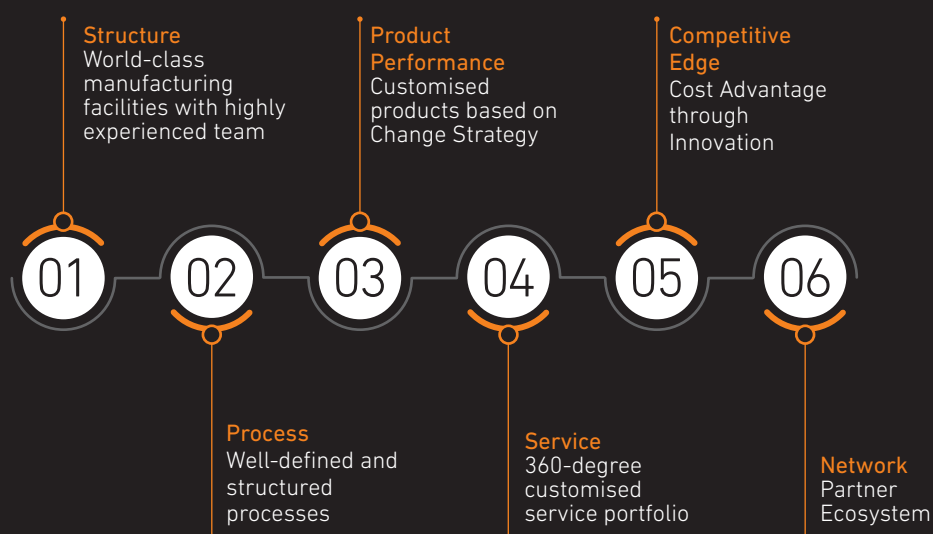 Structure
World-class
manufacturing
facilities with highly
experienced team
Product
Performance
Customised
products based on
Change Strategy
Competitive
Edge
Cost Advantage
through
Innovation
01
02
03
04
05
06
Process
Well-defined and
structured
processes
Service
360-degree
customised
service portfolio
Network
Partner
Ecosystem